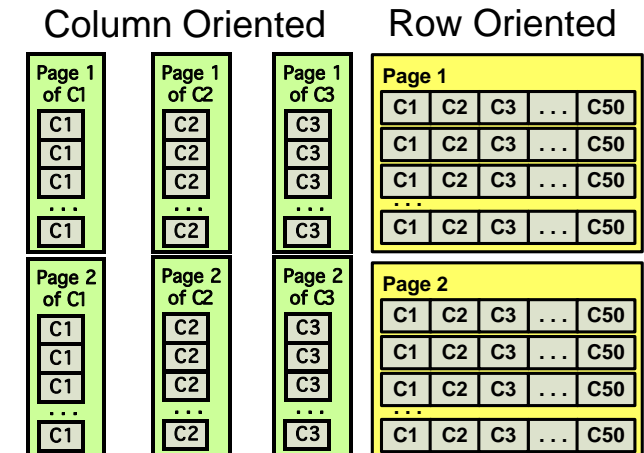 Column Oriented Row Oriented
Page 1 of C1
C1
C1
C1
...
C1
Page 1 of C2
C2
C2
C2
...
C2
Page 1 of C3
C3
C3
C3
...
C3
Page 1
C1 C2 C3 ... C50
C1 C2 C3 ... C50
C1 C2 C3 ... C50
...
C1 C2 C3 ... C50
Page 2 of C1
C1
C1
C1
...
C1
Page 2 of C2
C2
C2
C2
...
C2
Page 2 of C3
C3
C3
C3
...
C3
Page 2
C1 C2 C3 ... C50
C1 C2 C3 ... C50
C1 C2 C3 ... C50
...
C1 C2 C3 ... C50